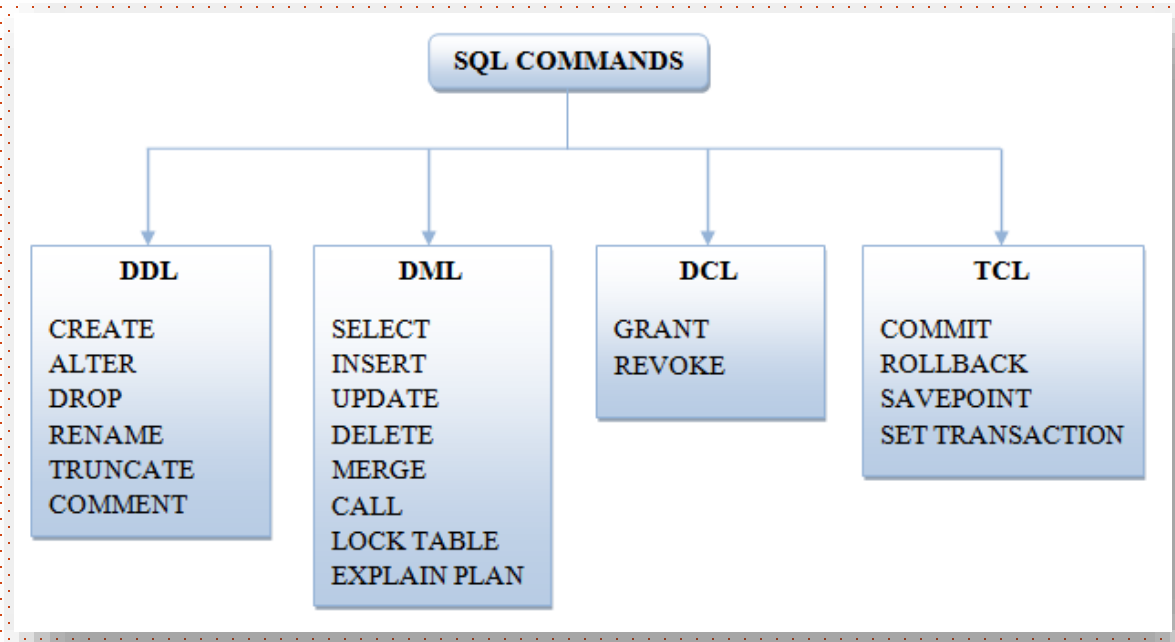 SQL COMMANDS
DDL
CREATE
ALTER
DROP
RENAME
TRUNCATE
COMMENT
DML
SELECT
INSERT
UPDATE
DELETE
MERGE
CALL
LOCK TABLE
EXPLAIN PLAN
DCL
GRANT
REVOKE
TCL
COMMIT
ROLLBACK
SAVEPOINT
SET TRANSACTION